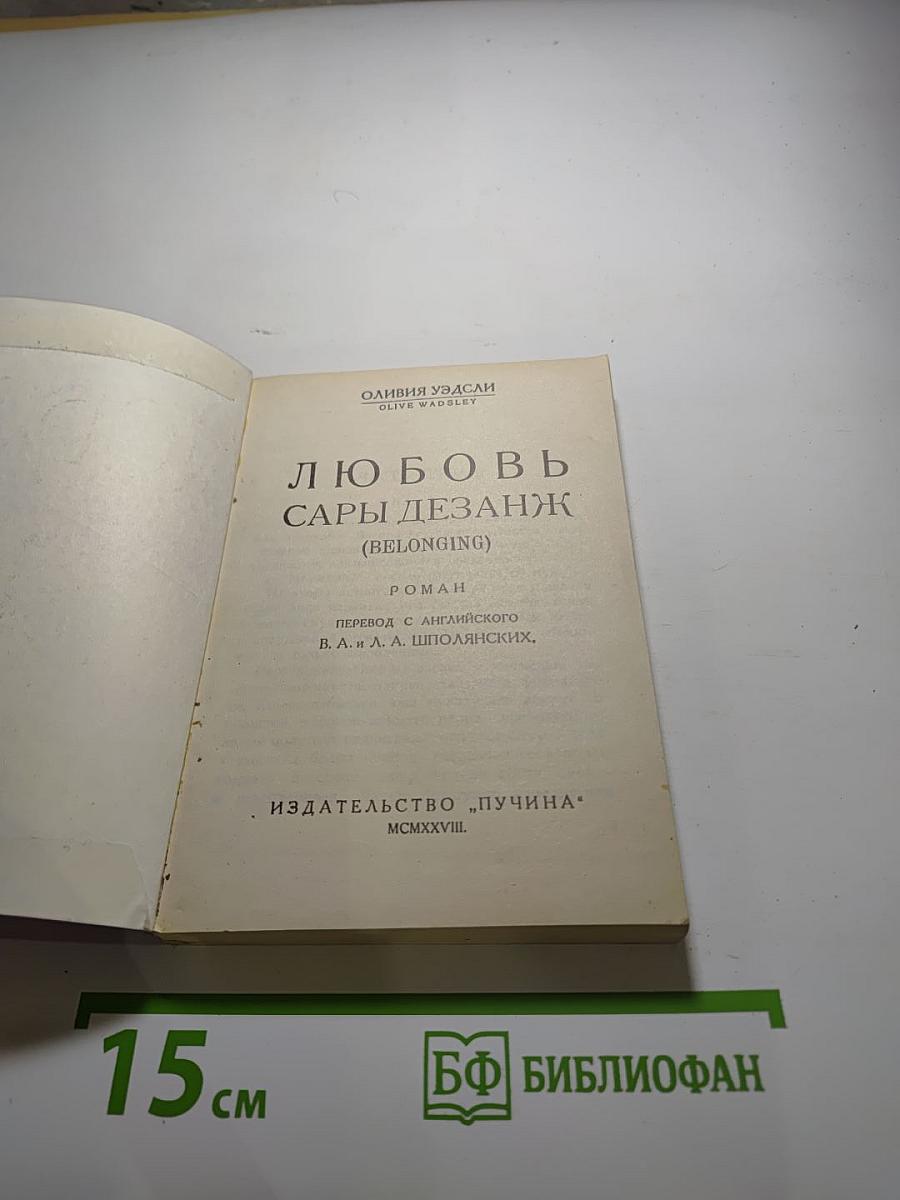 ОЛИВИЯ УЭДСЛИ
OLIVE WADSLEY
ЛЮБОВЬ
САРЫ ДЕЗАНЖ
(BELONGING)
РОМАН
ПЕРЕВОД С АНГЛИЙСКОГО
В. А. и Л. А. ШПОЛЯНСКИХ.
ИЗДАТЕЛЬСТВО „ПУЧИНА“
MCMXXVIII.
15 см
БФ БИБЛИОФАН